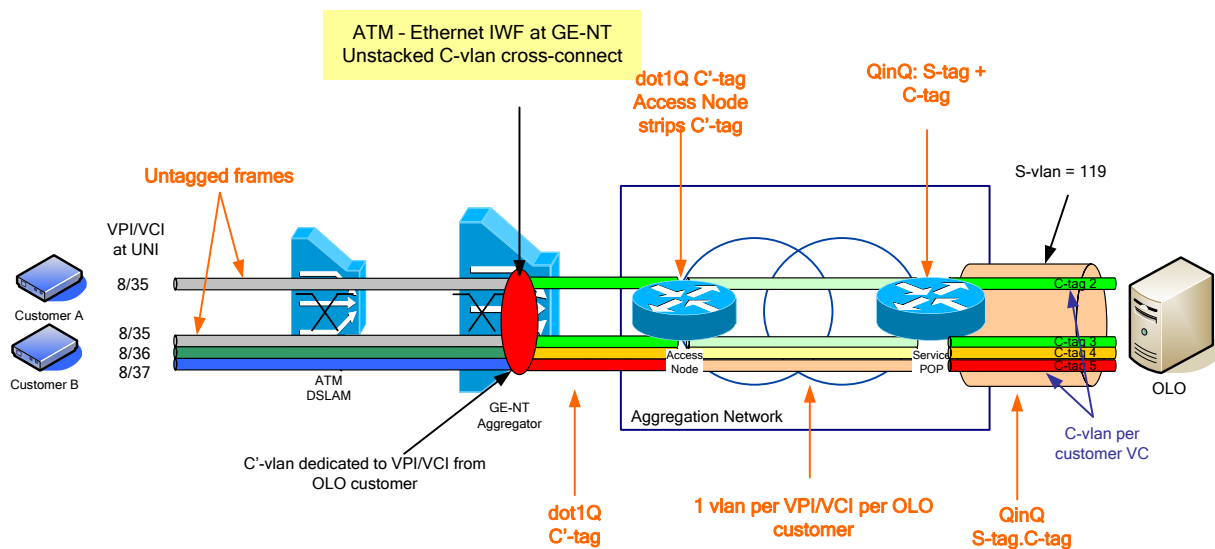 ATM - Ethernet IWF at GE-NT
Unstacked C-vlan cross-connect
dot1Q C'-tag
Access Node
strips C'-tag
QinQ: S-tag +
C-tag
Untagged frames
S-vlan = 119
VPI/VCI
at UNI
8/35
C-tag 2
Customer A
8/35
C-tag 3
8/36
C-tag 4
8/37
C-tag 5
Customer B
Access
Node
Service
POP
OLO
ATM
DSLAM
GE-NT
Aggregator
Aggregation Network
C-vlan per
customer VC
C'-vlan dedicated to VPI/VCI from
OLO customer
dot1Q
C'-tag
1 vlan per VPI/VCI per OLO
customer
QinQ
S-tag.C-tag